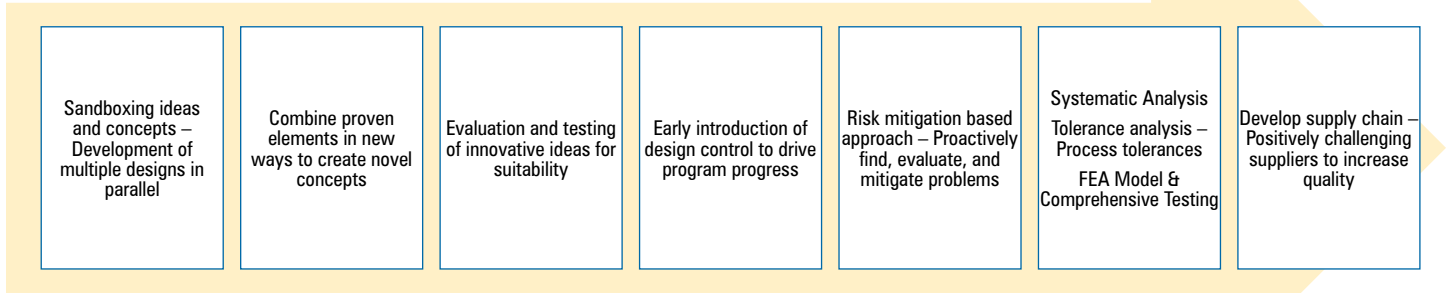 Sandboxing ideas
and concepts –
Development of
multiple designs in
parallel
Combine proven
elements in new
ways to create novel
concepts
Evaluation and testing
of innovative ideas for
suitability
Early introduction of
design control to drive
program progress
Risk mitigation based
approach – Proactively
find, evaluate, and
mitigate problems
Systematic Analysis
Tolerance analysis –
Process tolerances
FEA Model &
Comprehensive Testing
Develop supply chain –
Positively challenging
suppliers to increase
quality